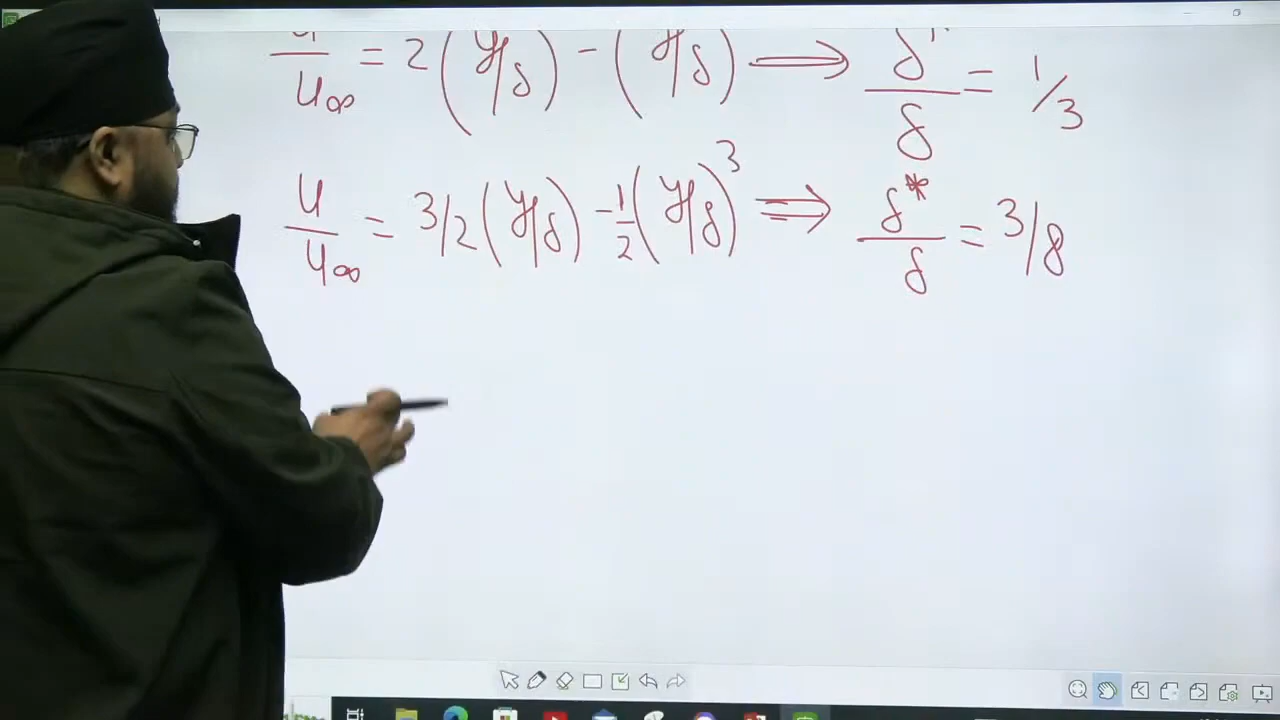 u/u∞ = 2(y/δ) - (y/δ) ⟹ δ*/δ = 1/3
u/u∞ = 3/2(y/δ) - 1/2(y/δ)^3 ⟹ δ*/δ = 3/8